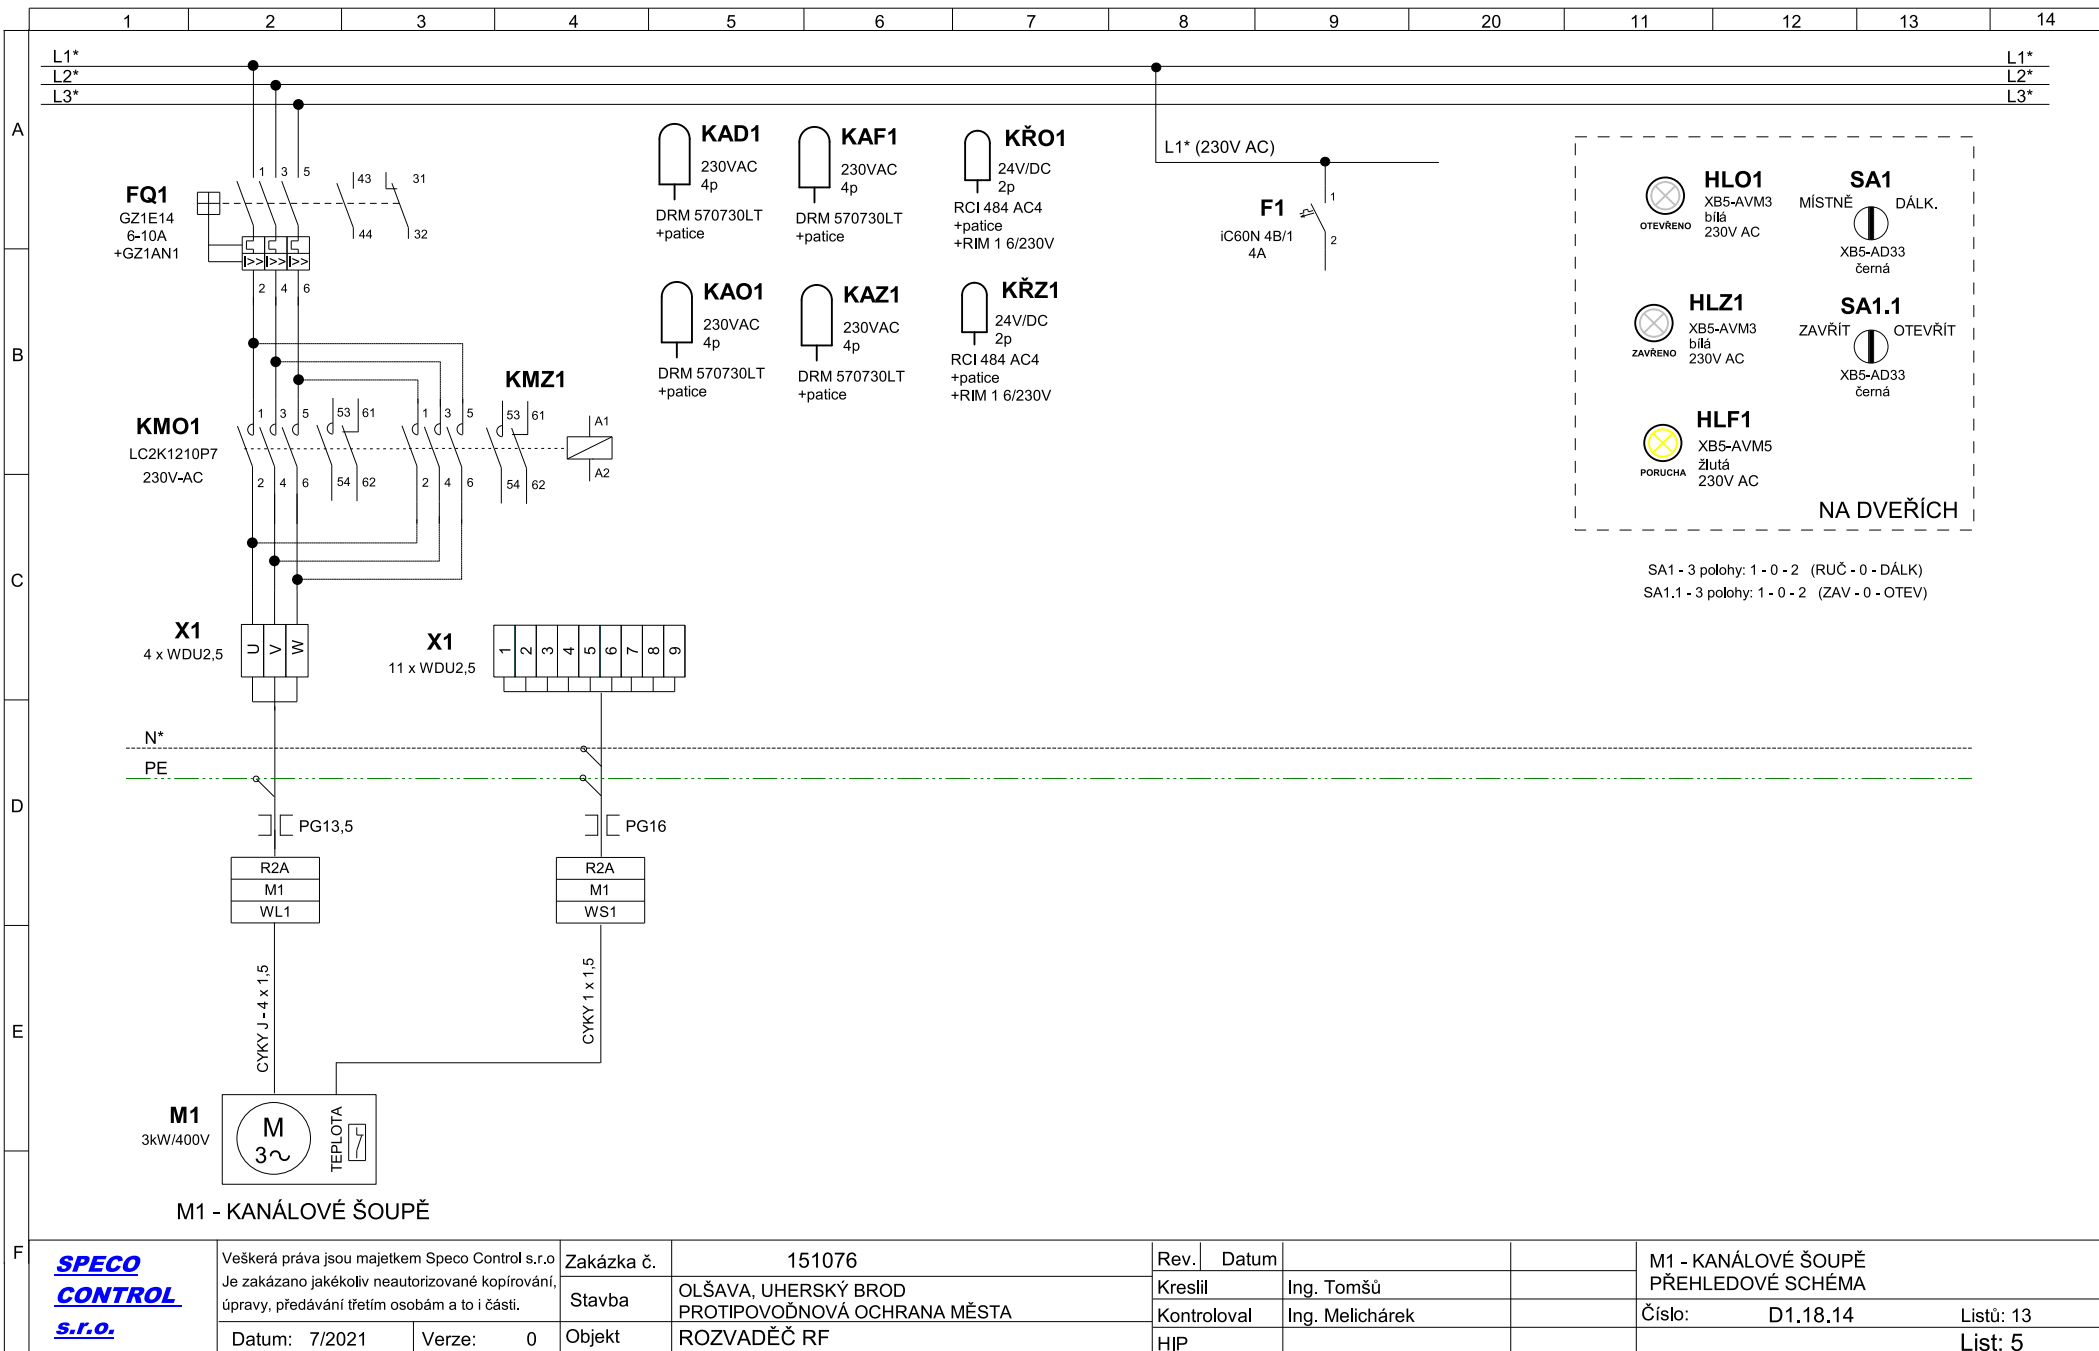 1 2 3 4 5 6 7 8 9 20 11 12 13 14
A
B
C
D
E
F
L1* L1*
L2* L2*
L3* L3*
FQ1
GZ1E14
6-10A
+GZ1AN1
1 3 5 43 31
44 32
I>> I>> I>>
2 4 6
KAD1
230VAC
4p
DRM 570730LT
+patice
KAF1
230VAC
4p
DRM 570730LT
+patice
KŘO1
24V/DC
2p
RCI 484 AC4
+patice
+RIM 1 6/230V
KAO1
230VAC
4p
DRM 570730LT
+patice
KAZ1
230VAC
4p
DRM 570730LT
+patice
KŘZ1
24V/DC
2p
RCI 484 AC4
+patice
+RIM 1 6/230V
L1* (230V AC)
F1
iC60N 4B/1
4A
1
2
HLO1
XB5-AVM3
bílá
230V AC
OTEVŘENO
SA1
MÍSTNĚ DÁLK.
XB5-AD33
černá
HLZ1
XB5-AVM3
bílá
230V AC
ZAVŘENO
SA1.1
ZAVŘÍT OTEVŘÍT
XB5-AD33
černá
HLF1
XB5-AVM5
žlutá
230V AC
PORUCHA
NA DVEŘÍCH
SA1 - 3 polohy: 1 - 0 - 2 (RUČ - 0 - DÁLK)
SA1.1 - 3 polohy: 1 - 0 - 2 (ZAV - 0 - OTEV)
KMO1
LC2K1210P7
230V-AC
KMZ1
1 3 5 53 61 1 3 5 53 61 A1
2 4 6 54 62 2 4 6 54 62 A2
X1
4 x WDU2,5
U V W
X1
11 x WDU2,5
1 2 3 4 5 6 7 8 9
N*
PE
PG13,5
PG16
R2A
M1
WL1
R2A
M1
WS1
CYKY J - 4 x 1,5
CYKY 1 x 1,5
M1
3kW/400V
M
3~
TEPLOTA
M1 - KANÁLOVÉ ŠOUPĚ
SPECO
CONTROL
s.r.o.
Veškerá práva jsou majetkem Speco Control s.r.o
Je zakázáno jakékoliv neautorizované kopírování,
úpravy, předávání třetím osobám a to i části.
Datum: 7/2021 Verze: 0
Zakázka č. 151076
Stavba OLŠAVA, UHERSKÝ BROD
PROTIPOVODŇOVÁ OCHRANA MĚSTA
Objekt ROZVADĚČ RF
Rev. Datum
Kreslil Ing. Tomšů
Kontroloval Ing. Melichárek
HIP
M1 - KANÁLOVÉ ŠOUPĚ
PŘEHLEDOVÉ SCHÉMA
Číslo: D1.18.14 Listů: 13
List: 5